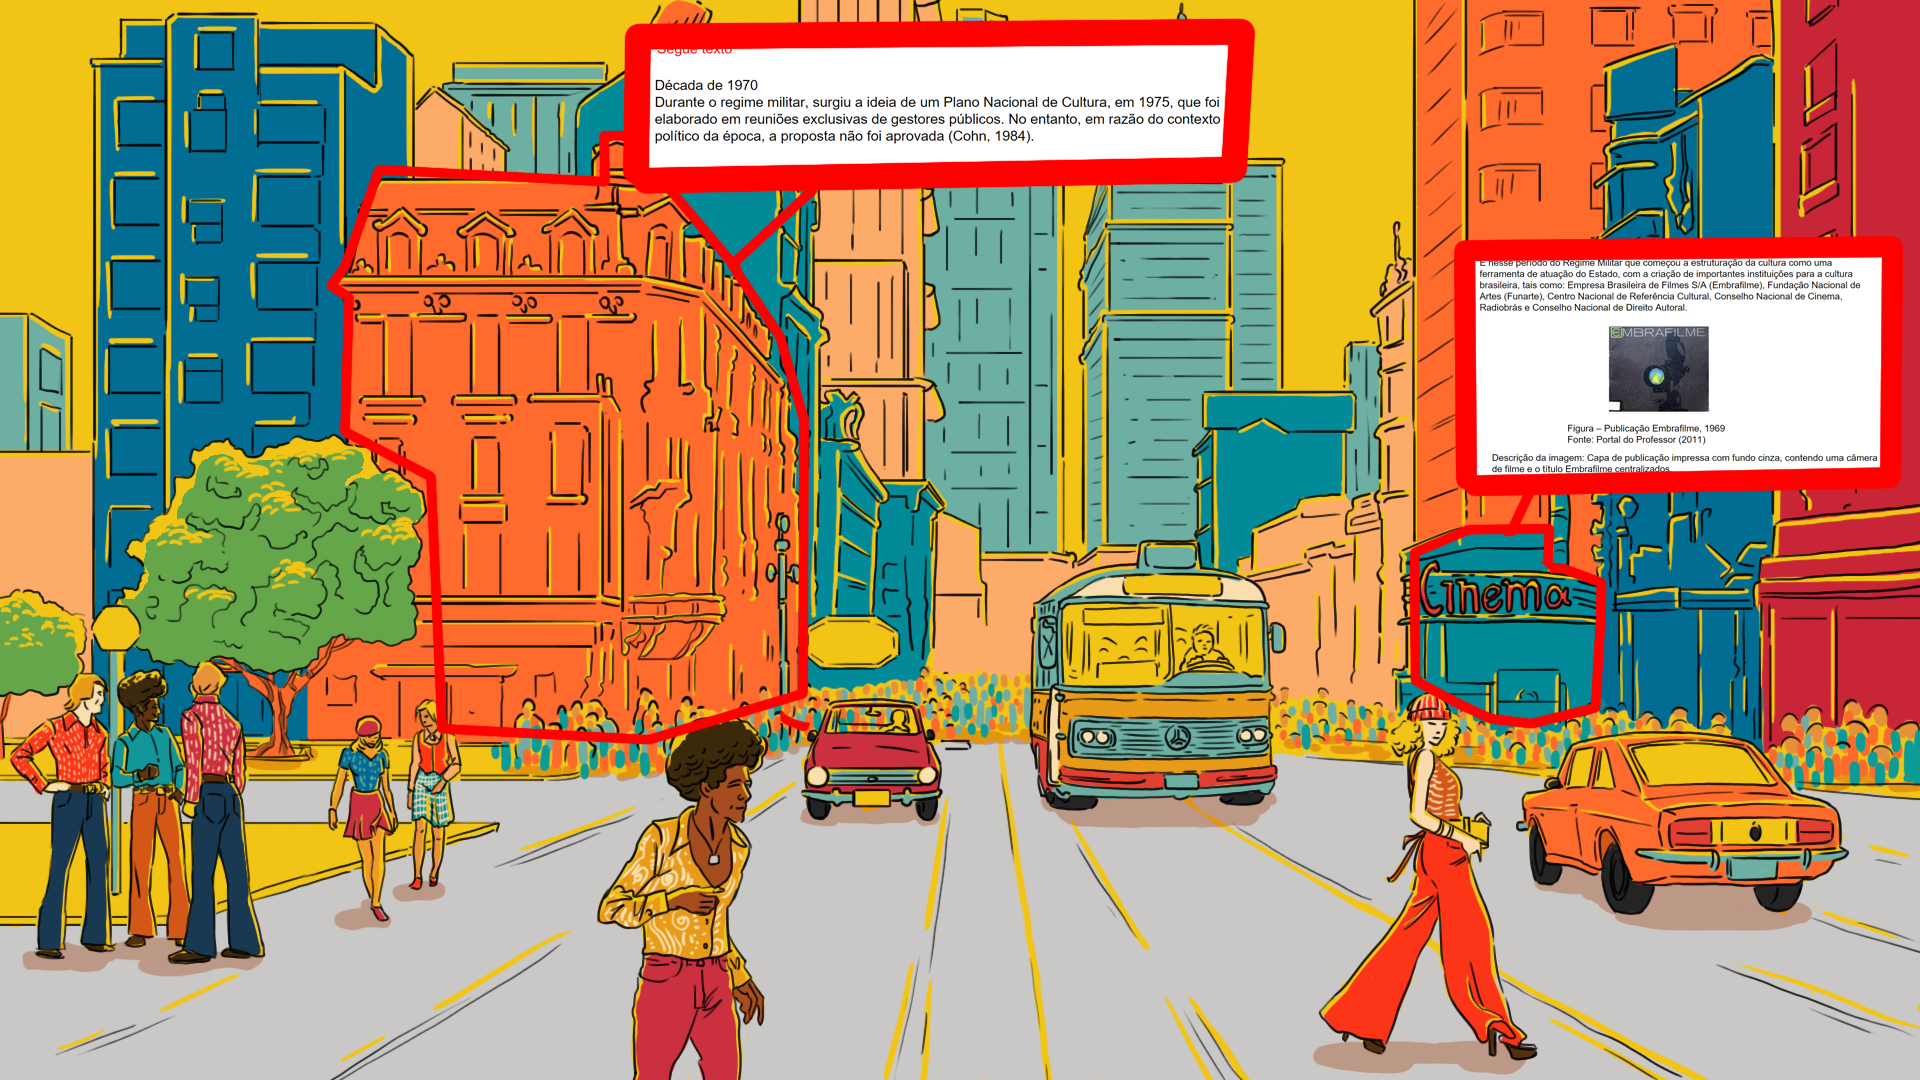 Segue texto
Década de 1970
Durante o regime militar, surgiu a ideia de um Plano Nacional de Cultura, em 1975, que foi
elaborado em reuniões exclusivas de gestores públicos. No entanto, em razão do contexto
político da época, a proposta não foi aprovada (Cohn, 1984).
É nesse período do Regime Militar que começou a estruturação da cultura como uma
ferramenta de atuação do Estado, com a criação de importantes instituições para a cultura
brasileira, tais como: Empresa Brasileira de Filmes S/A (Embrafilme), Fundação Nacional de
Artes (Funarte), Centro Nacional de Referência Cultural, Conselho Nacional de Cinema,
Radiobrás e Conselho Nacional de Direito Autoral.
EMBRAFILME
Figura – Publicação Embrafilme, 1969
Fonte: Portal do Professor (2011)
Descrição da imagem: Capa de publicação impressa com fundo cinza, contendo uma câmera
de filme e o título Embrafilme centralizados.
Cinema